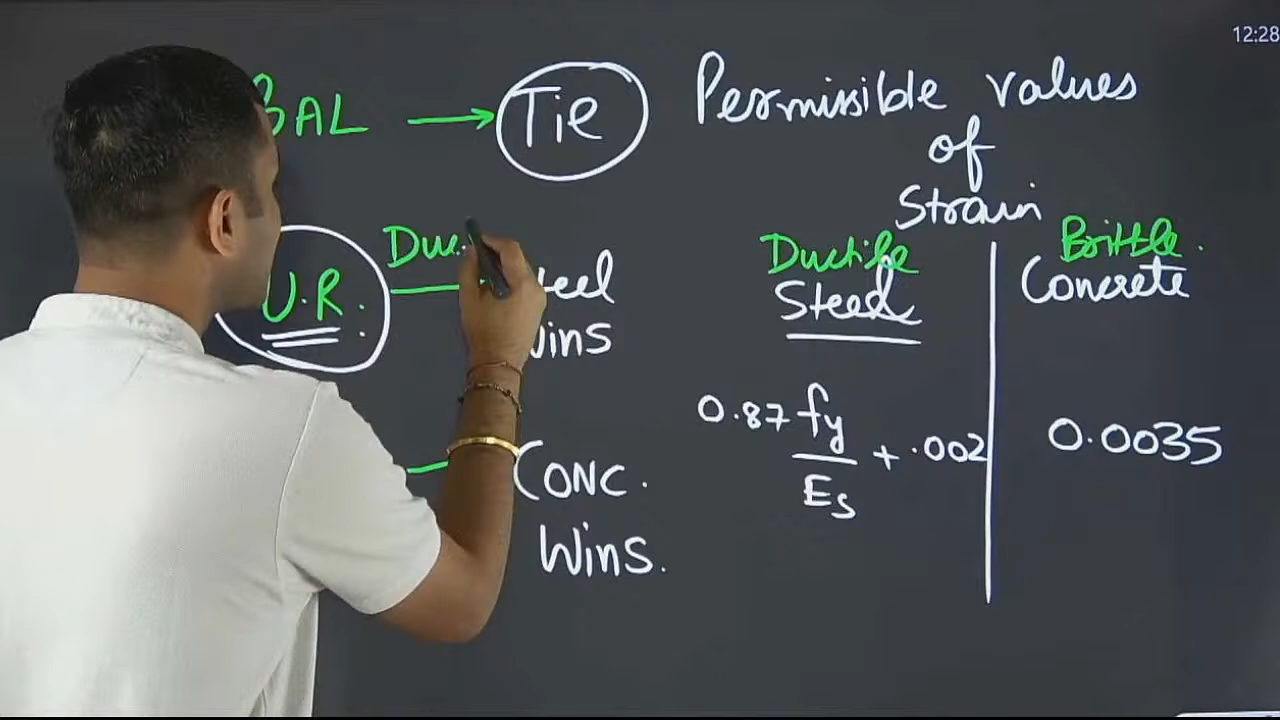 12:28
BAL → Tie
Permissible values
of
Strain
Ductile
Steel
Brittle.
Concrete
U.R.
Wins
0.87 fy
Es
+ .002
0.0035
Conc.
Wins.